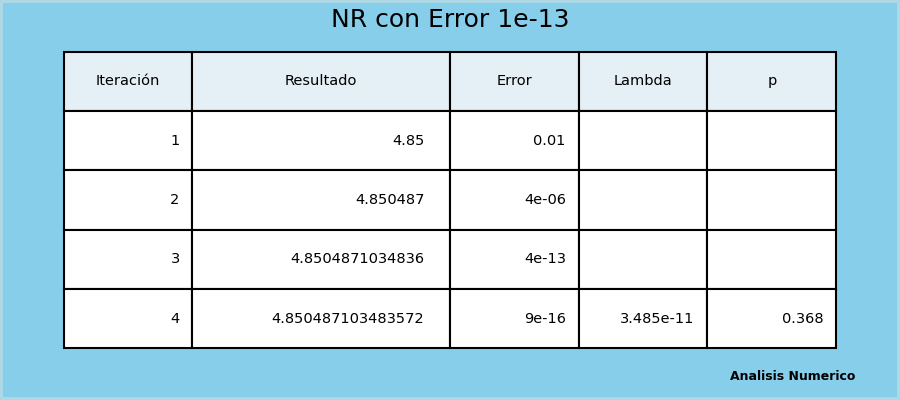 NR con Error 1e-13
Iteración Resultado Error Lambda p
1 4.85 0.01
2 4.850487 4e-06
3 4.8504871034836 4e-13
4 4.850487103483572 9e-16 3.485e-11 0.368
Analisis Numerico